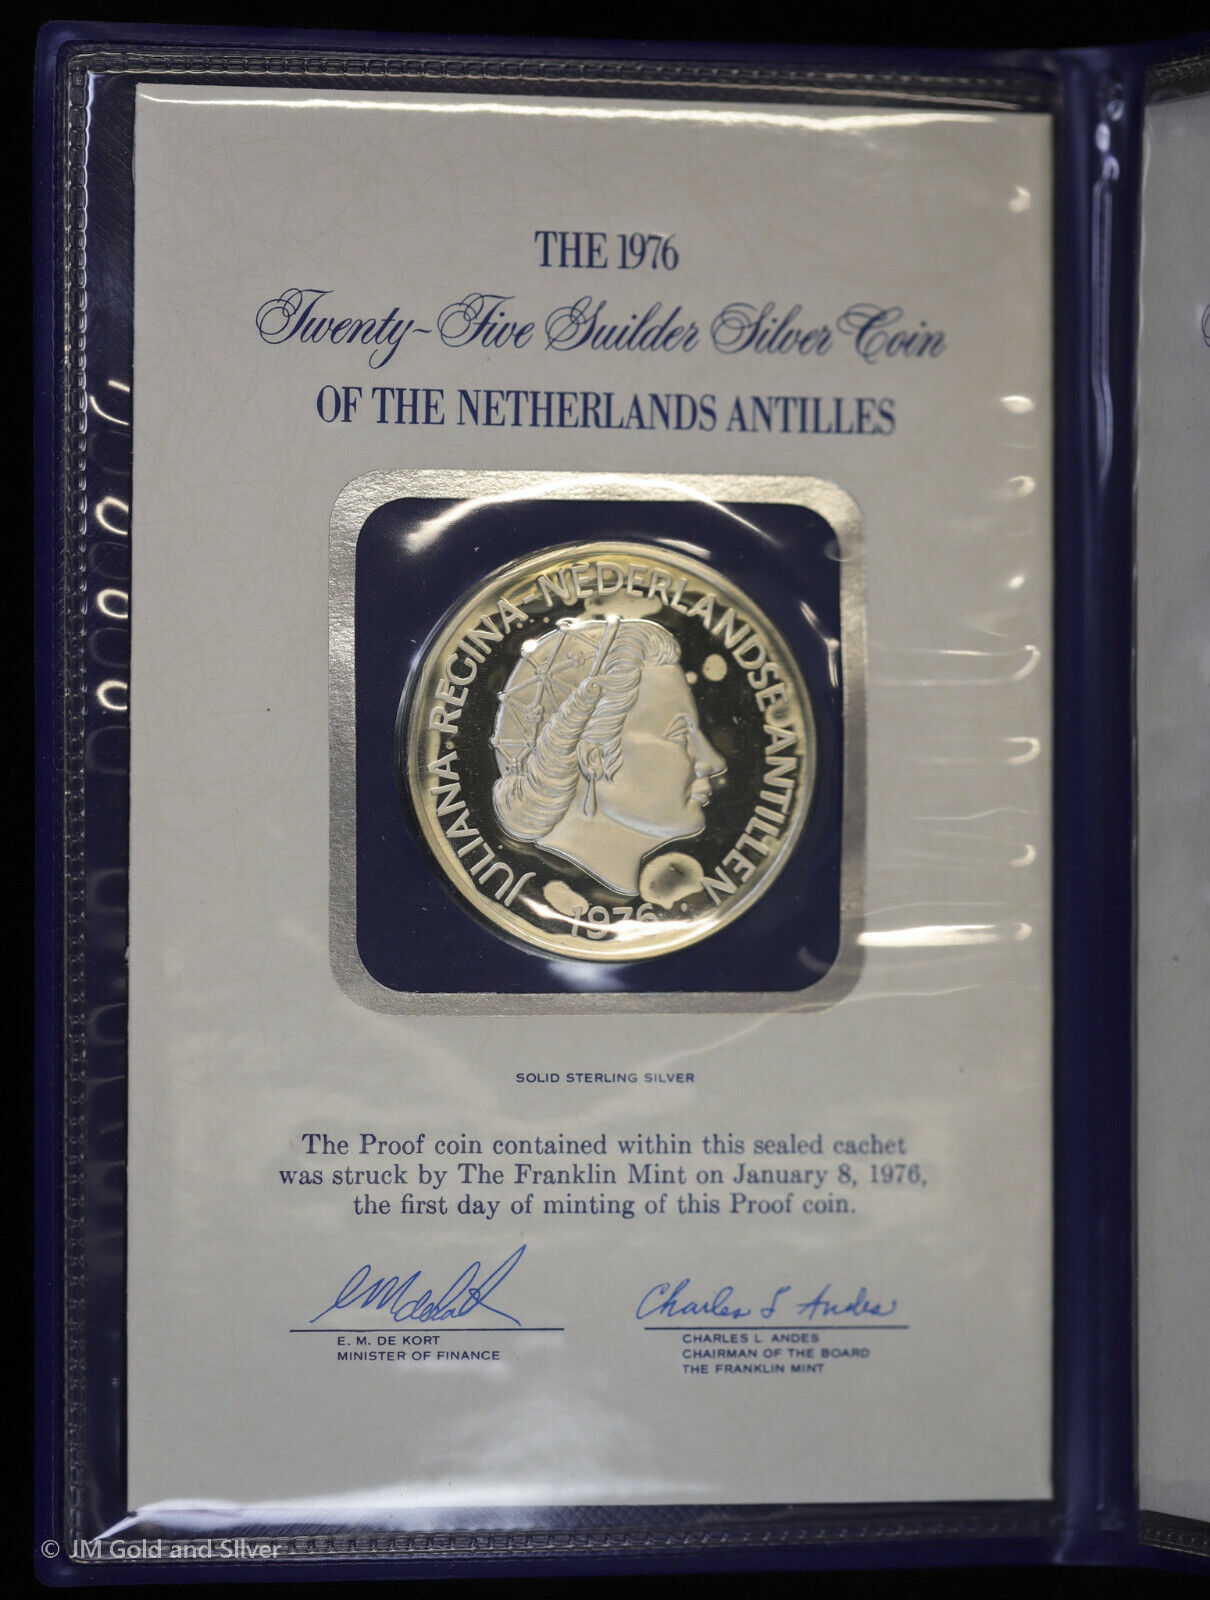 THE 1976
Twenty-Five Guilder Silver Coin
OF THE NETHERLANDS ANTILLES
JULIANA·REGINA-NEDERLANDSE ANTILLEN
1976
SOLID STERLING SILVER
The Proof coin contained within this sealed cachet
was struck by The Franklin Mint on January 8, 1976,
the first day of minting of this Proof coin.
Charles L Andes
E. M. DE KORT
MINISTER OF FINANCE
CHARLES L ANDES
CHAIRMAN OF THE BOARD
THE FRANKLIN MINT
© JM Gold and Silver